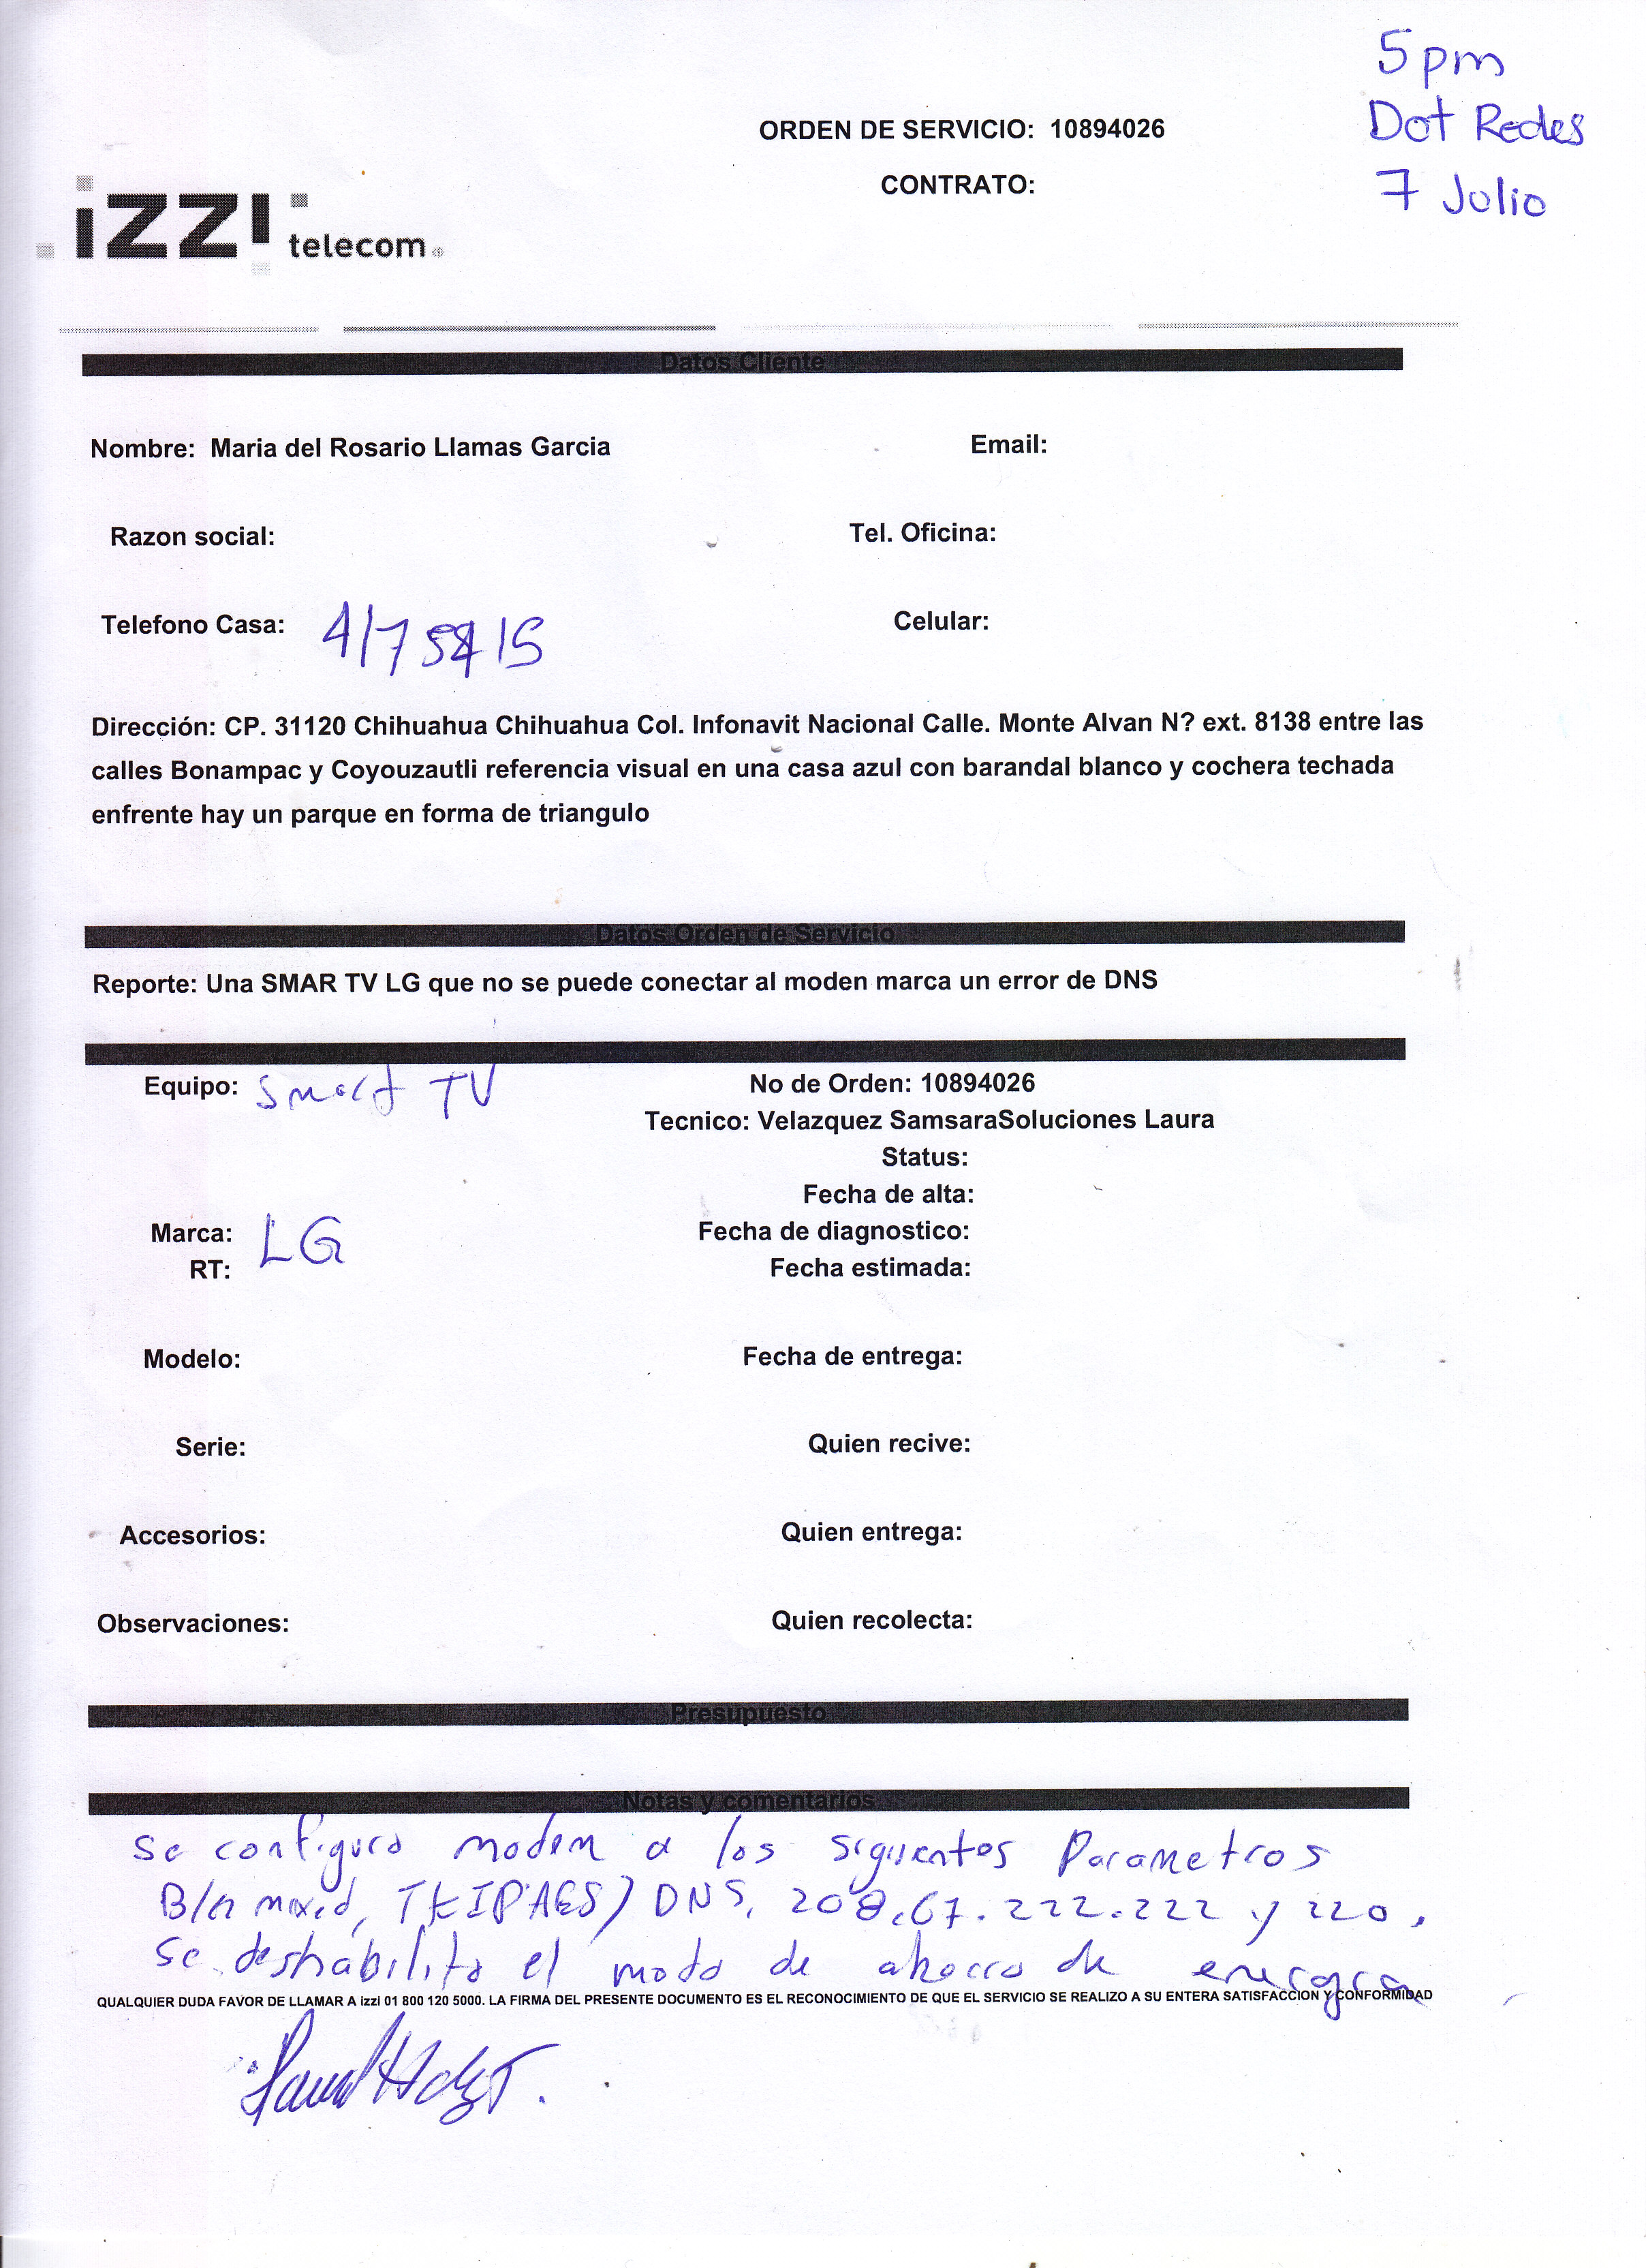 5 pm
Dot Redes
7 Julio
ORDEN DE SERVICIO: 10894026
CONTRATO:
izzi telecom
Datos Cliente
Nombre: Maria del Rosario Llamas Garcia
Email:
Razon social:
Tel. Oficina:
Telefono Casa:
Celular:
Dirección: CP. 31120 Chihuahua Chihuahua Col. Infonavit Nacional Calle. Monte Alvan N? ext. 8138 entre las
calles Bonampac y Coyouzautli referencia visual en una casa azul con barandal blanco y cochera techada
enfrente hay un parque en forma de triangulo
Datos Orden de Servicio
Reporte: Una SMAR TV LG que no se puede conectar al moden marca un error de DNS
Equipo: Smart TV
No de Orden: 10894026
Tecnico: Velazquez SamsaraSoluciones Laura
Status:
Fecha de alta:
Marca: LG
Fecha de diagnostico:
RT:
Fecha estimada:
Modelo:
Fecha de entrega:
Serie:
Quien recive:
Accesorios:
Quien entrega:
Observaciones:
Quien recolecta:
Presupuesto
Notas y comentarios
Se configuro modem a los siguientes Parametros
mixed, DNS, 208.67.222.222 y 220,
Se deshabilito el modo de ahorro de energia
QUALQUIER DUDA FAVOR DE LLAMAR A izzi 01 800 120 5000. LA FIRMA DEL PRESENTE DOCUMENTO ES EL RECONOCIMIENTO DE QUE EL SERVICIO SE REALIZO A SU ENTERA SATISFACCION Y CONFORMIDAD